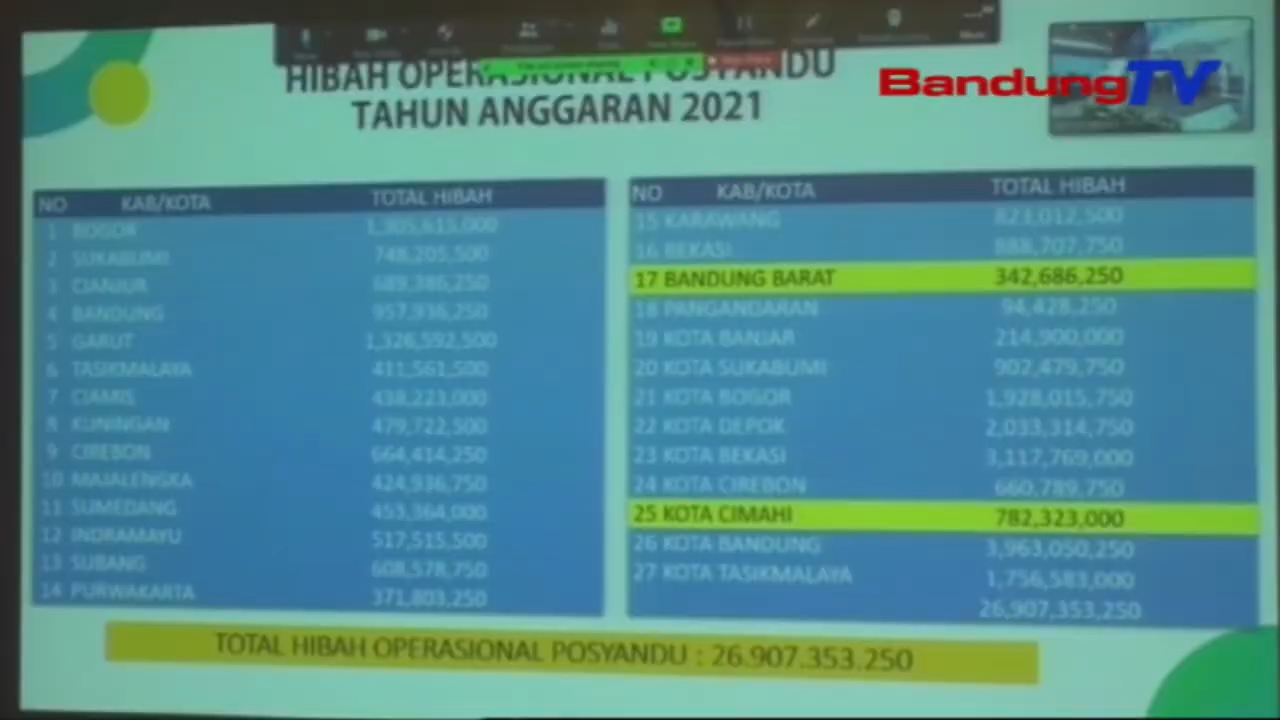 HIBAH OPERASIONAL POSYANDU
TAHUN ANGGARAN 2021
BandungTV
NO KAB/KOTA TOTAL HIBAH
1 BOGOR 1,305,615,000
2 SUKABUMI 748,205,500
3 CIANJUR 689,386,250
4 BANDUNG 957,936,250
5 GARUT 1,326,592,500
6 TASIKMALAYA 411,561,500
7 CIAMIS 438,223,000
8 KUNINGAN 479,722,500
9 CIREBON 664,414,250
10 MAJALENGKA 424,936,750
11 SUMEDANG 453,364,000
12 INDRAMAYU 517,515,500
13 SUBANG 608,578,750
14 PURWAKARTA 371,803,250
NO KAB/KOTA TOTAL HIBAH
15 KARAWANG 823,012,500
16 BEKASI 888,707,750
17 BANDUNG BARAT 342,686,250
18 PANGANDARAN 94,428,250
19 KOTA BANJAR 214,900,000
20 KOTA SUKABUMI 902,479,750
21 KOTA BOGOR 1,928,015,750
22 KOTA DEPOK 2,033,314,750
23 KOTA BEKASI 3,117,769,000
24 KOTA CIREBON 660,789,750
25 KOTA CIMAHI 782,323,000
26 KOTA BANDUNG 3,963,050,250
27 KOTA TASIKMALAYA 1,756,583,000
26,907,353,250
TOTAL HIBAH OPERASIONAL POSYANDU : 26.907.353.250